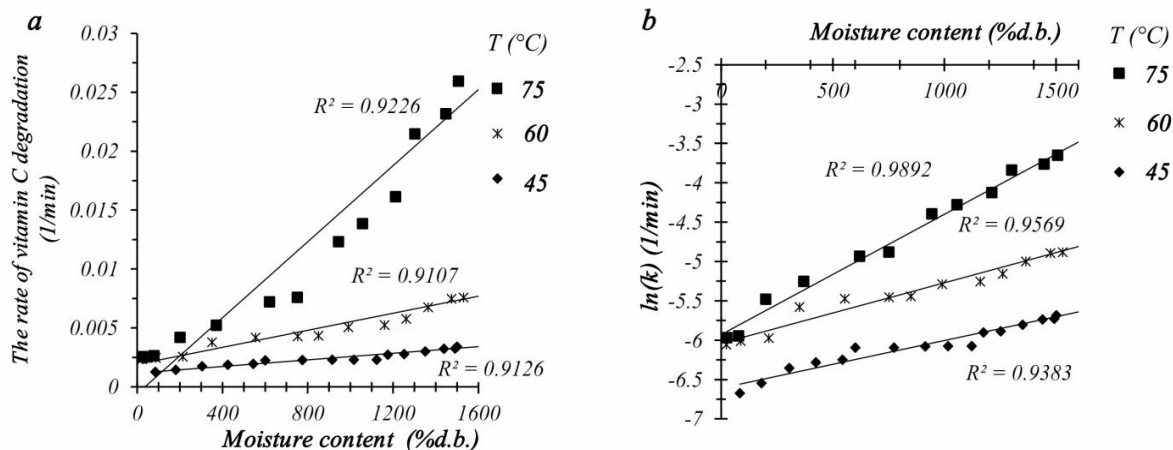 a
T (°C)
75
60
45
The rate of vitamin C degradation
(1/min)
0.03
0.025
0.02
0.015
0.01
0.005
0
R² = 0.9226
R² = 0.9107
R² = 0.9126
0 400 800 1200 1600
Moisture content (%d.b.)
b
Moisture content (%d.b.)
T (°C)
75
60
45
0 500 1000 1500
ln(k) (1/min)
-2.5
-3
-3.5
-4
-4.5
-5
-5.5
-6
-6.5
-7
R² = 0.9892
R² = 0.9569
R² = 0.9383